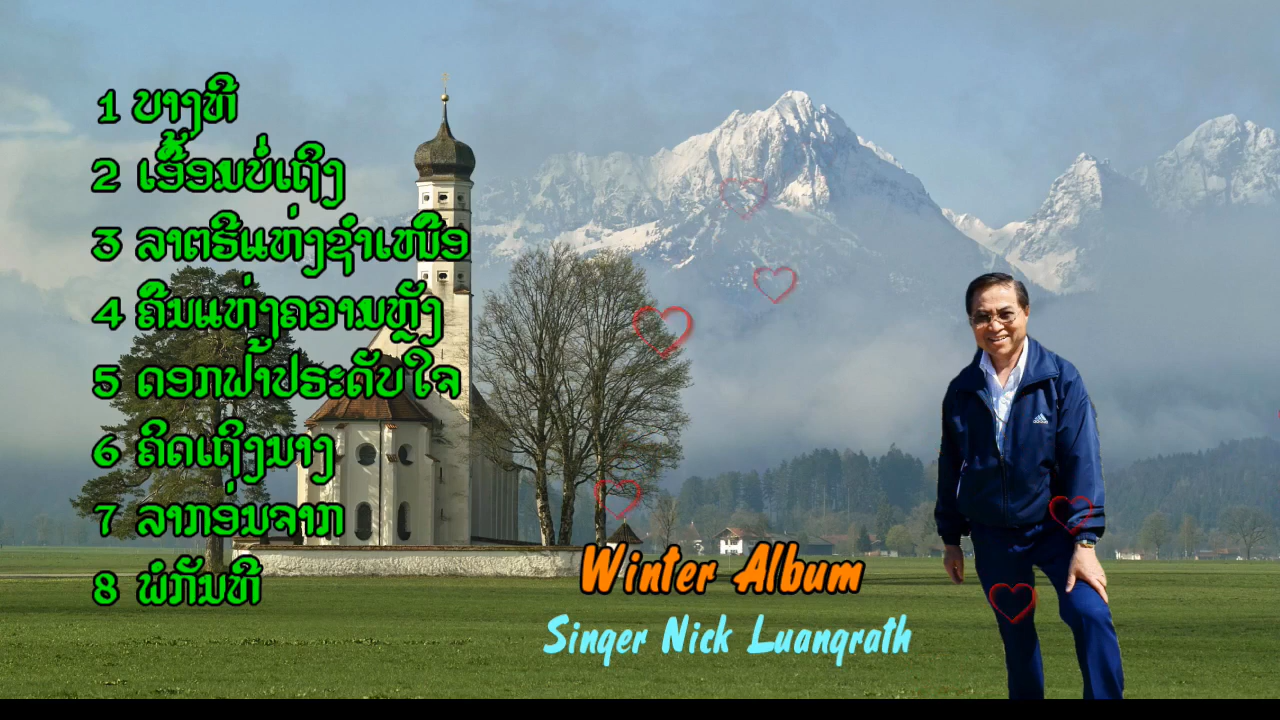 1 ບາງທີ
2 ເອື້ອມບໍ່ເຖິງ
3 ລາຕຣີແຫ່ງຊຳເໜືອ
4 ຄືນແຫ່ງຄວາມຫຼັງ
5 ດອກຟ້າປຣະດັບໃຈ
6 ຄິດເຖິງນາງ
7 ລາກອ່ນຈາກ
8 ພໍກັນທີ
adidas
Winter Album
Singer Nick Luangrath